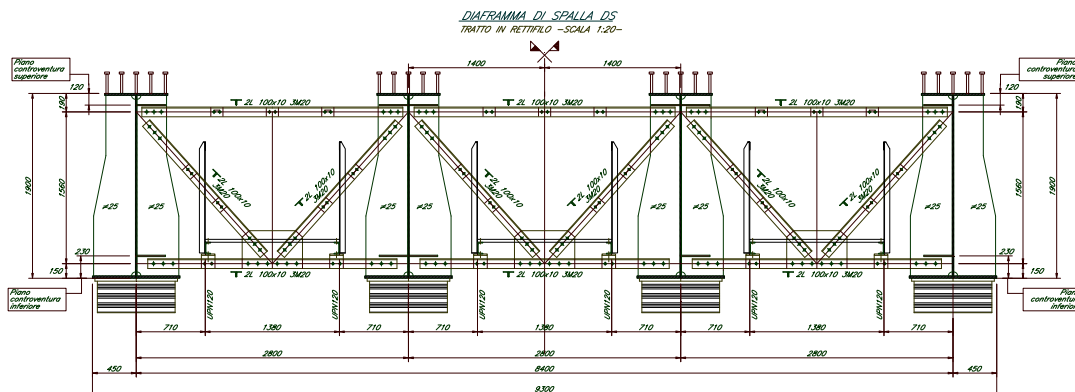 DIAFRAMMA DI SPALLA DS
TRATTO IN RETTIFILO -SCALA 1:20-
1400 1400
Piano
controventura
superiore
Piano
controventura
superiore
120 120
190 190
2L 100x10 3M20 2L 100x10 3M20 2L 100x10 3M20
1900 1560 1560 1900
2L 100x10
3M20
2L 100x10
3M20
2L 100x10
3M20
2L 100x10
3M20
2L 100x10
3M20
2L 100x10
3M20
≠25 ≠25 ≠25 ≠25 ≠25 ≠25 ≠25 ≠25
230 230
150 150
2L 100x10 3M20 2L 100x10 3M20 2L 100x10 3M20
Piano
controventura
inferiore
Piano
controventura
inferiore
UPN120 UPN120 UPN120 UPN120 UPN120 UPN120
710 1380 710 710 1380 710 710 1380 710
2800 2800 2800
450 8400 450
9300